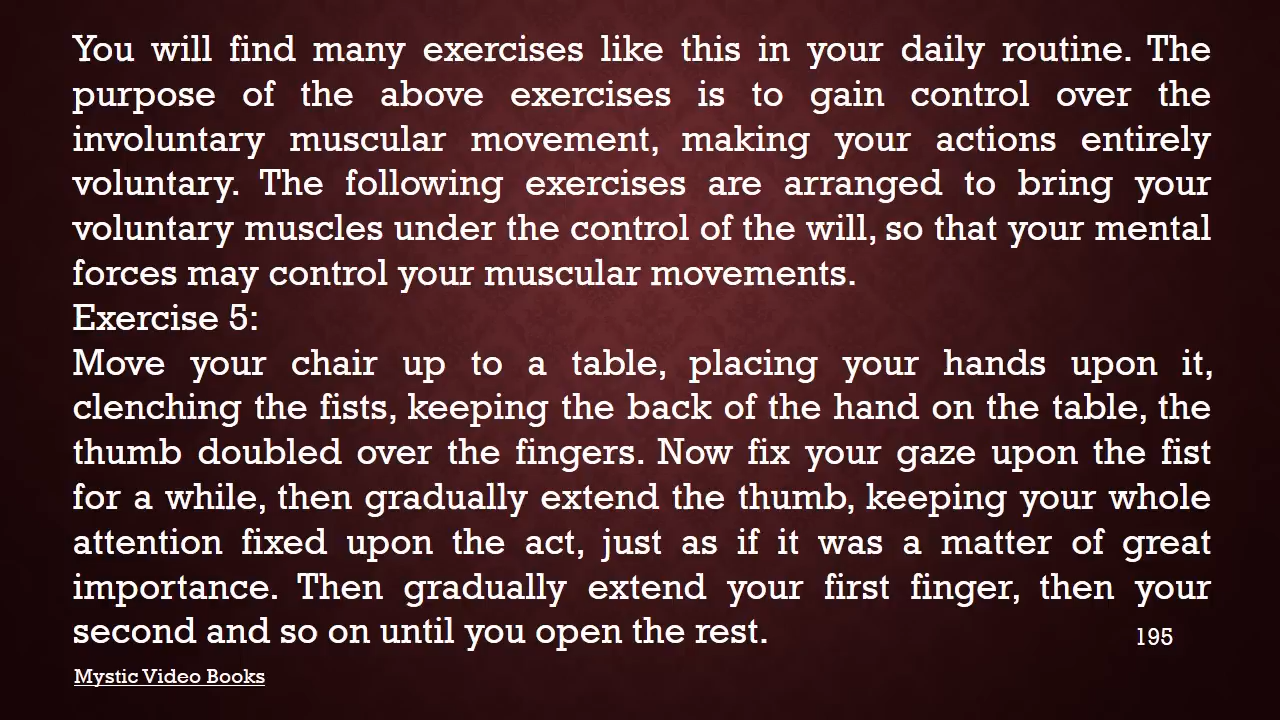 You will find many exercises like this in your daily routine. The
purpose of the above exercises is to gain control over the
involuntary muscular movement, making your actions entirely
voluntary. The following exercises are arranged to bring your
voluntary muscles under the control of the will, so that your mental
forces may control your muscular movements.
Exercise 5:
Move your chair up to a table, placing your hands upon it,
clenching the fists, keeping the back of the hand on the table, the
thumb doubled over the fingers. Now fix your gaze upon the fist
for a while, then gradually extend the thumb, keeping your whole
attention fixed upon the act, just as if it was a matter of great
importance. Then gradually extend your first finger, then your
second and so on until you open the rest.
195
Mystic Video Books